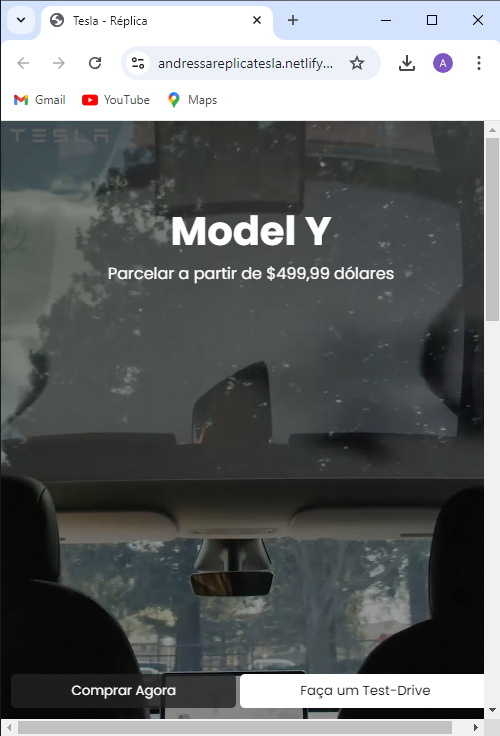 Tesla - Réplica
andressareplicatesla.netlify...
A
Gmail
YouTube
Maps
TESLA
Model Y
Parcelar a partir de $499,99 dólares
Comprar Agora
Faça um Test-Drive